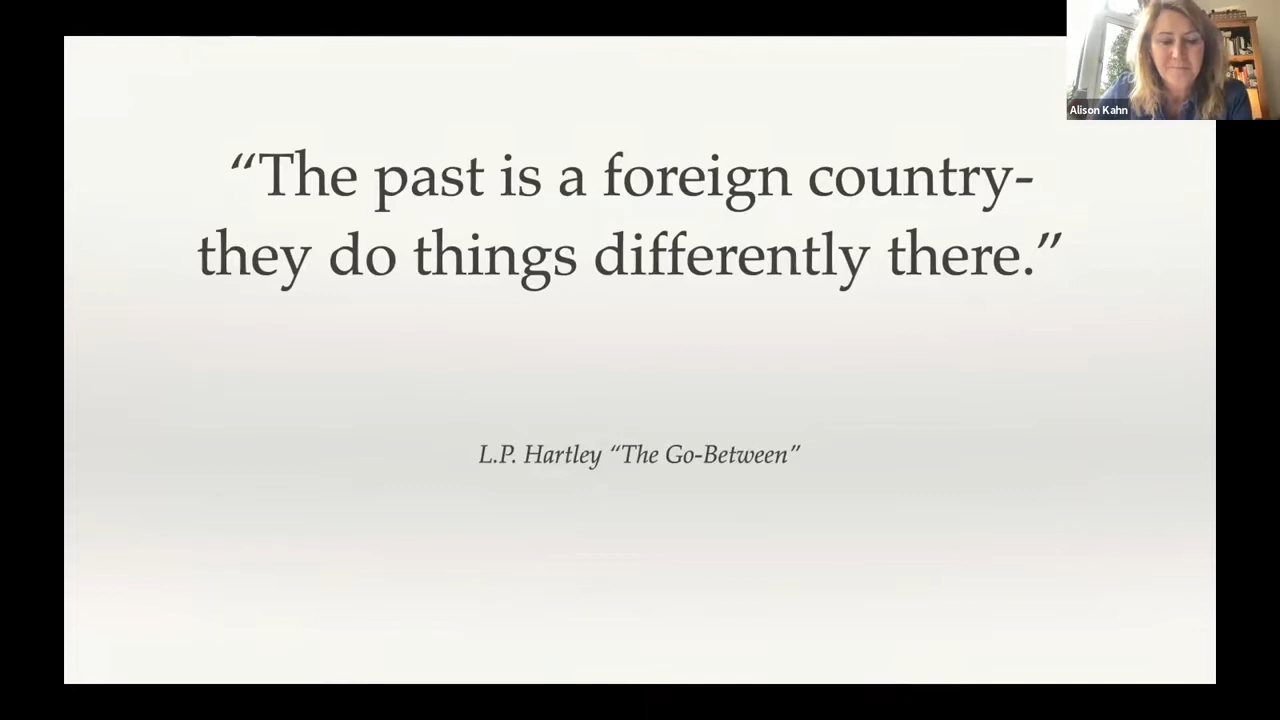 “The past is a foreign country-
they do things differently there.”
L.P. Hartley “The Go-Between”
Alison Kahn